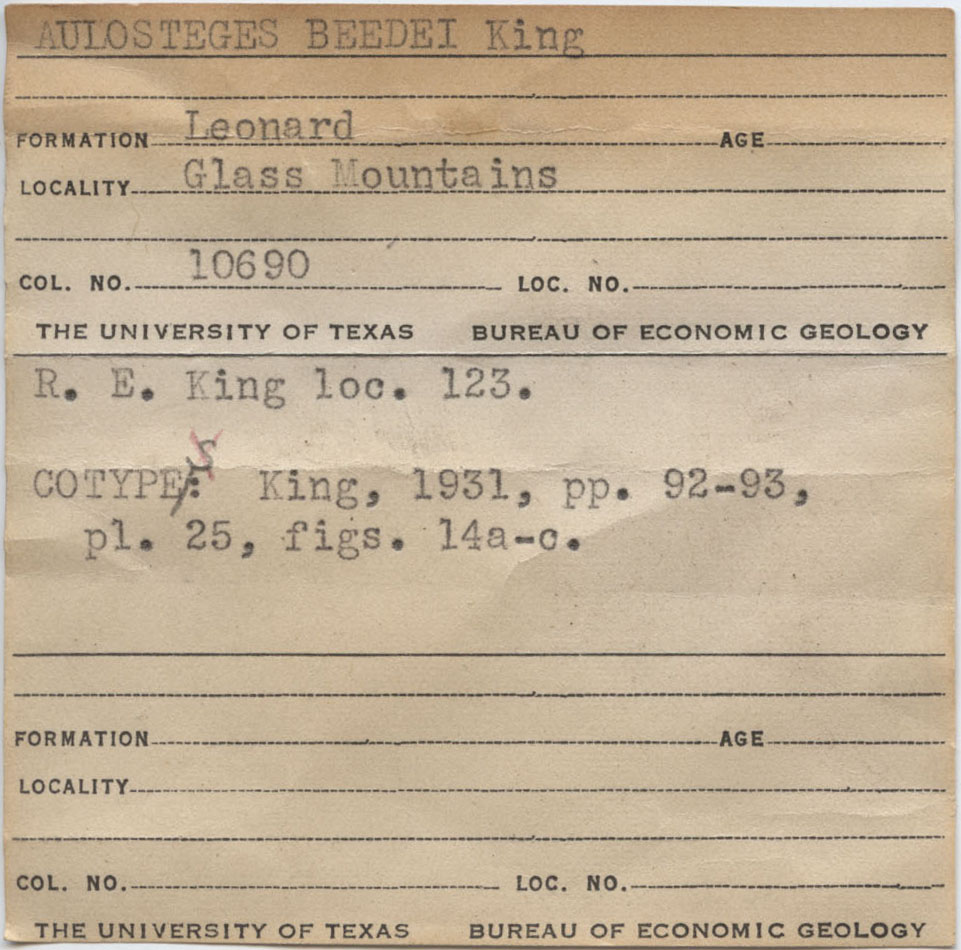 AULOSTEGES BEEDEI King
FORMATION Leonard AGE
LOCALITY Glass Mountains
COL. NO. 10690 LOC. NO.
THE UNIVERSITY OF TEXAS BUREAU OF ECONOMIC GEOLOGY
R. E. King loc. 123.
COTYPES: King, 1931, pp. 92-93,
pl. 25, figs. 14a-c.
FORMATION AGE
LOCALITY
COL. NO. LOC. NO.
THE UNIVERSITY OF TEXAS BUREAU OF ECONOMIC GEOLOGY